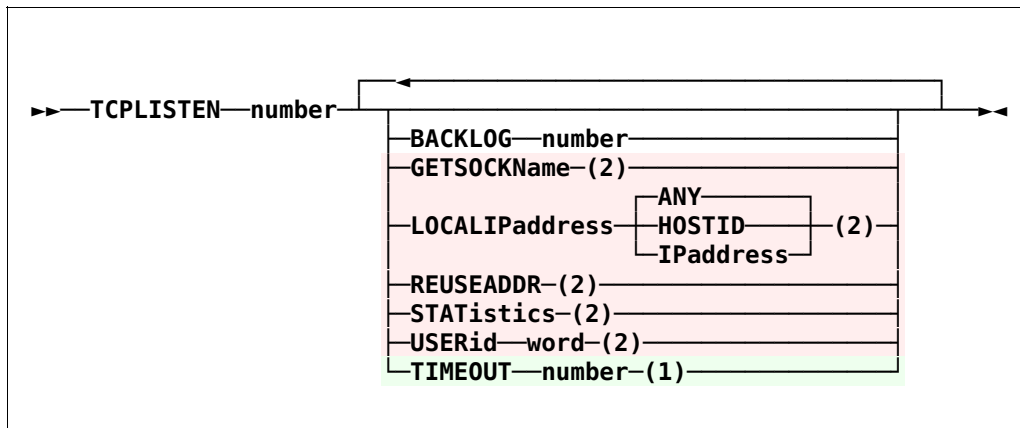 ►►──TCPLISTEN──number
►◄
BACKLOG──number
GETSOCKName─(2)
ANY
LOCALIPaddress HOSTID (2)
IPaddress
REUSEADDR─(2)
STATistics─(2)
USERid──word─(2)
TIMEOUT──number─(1)